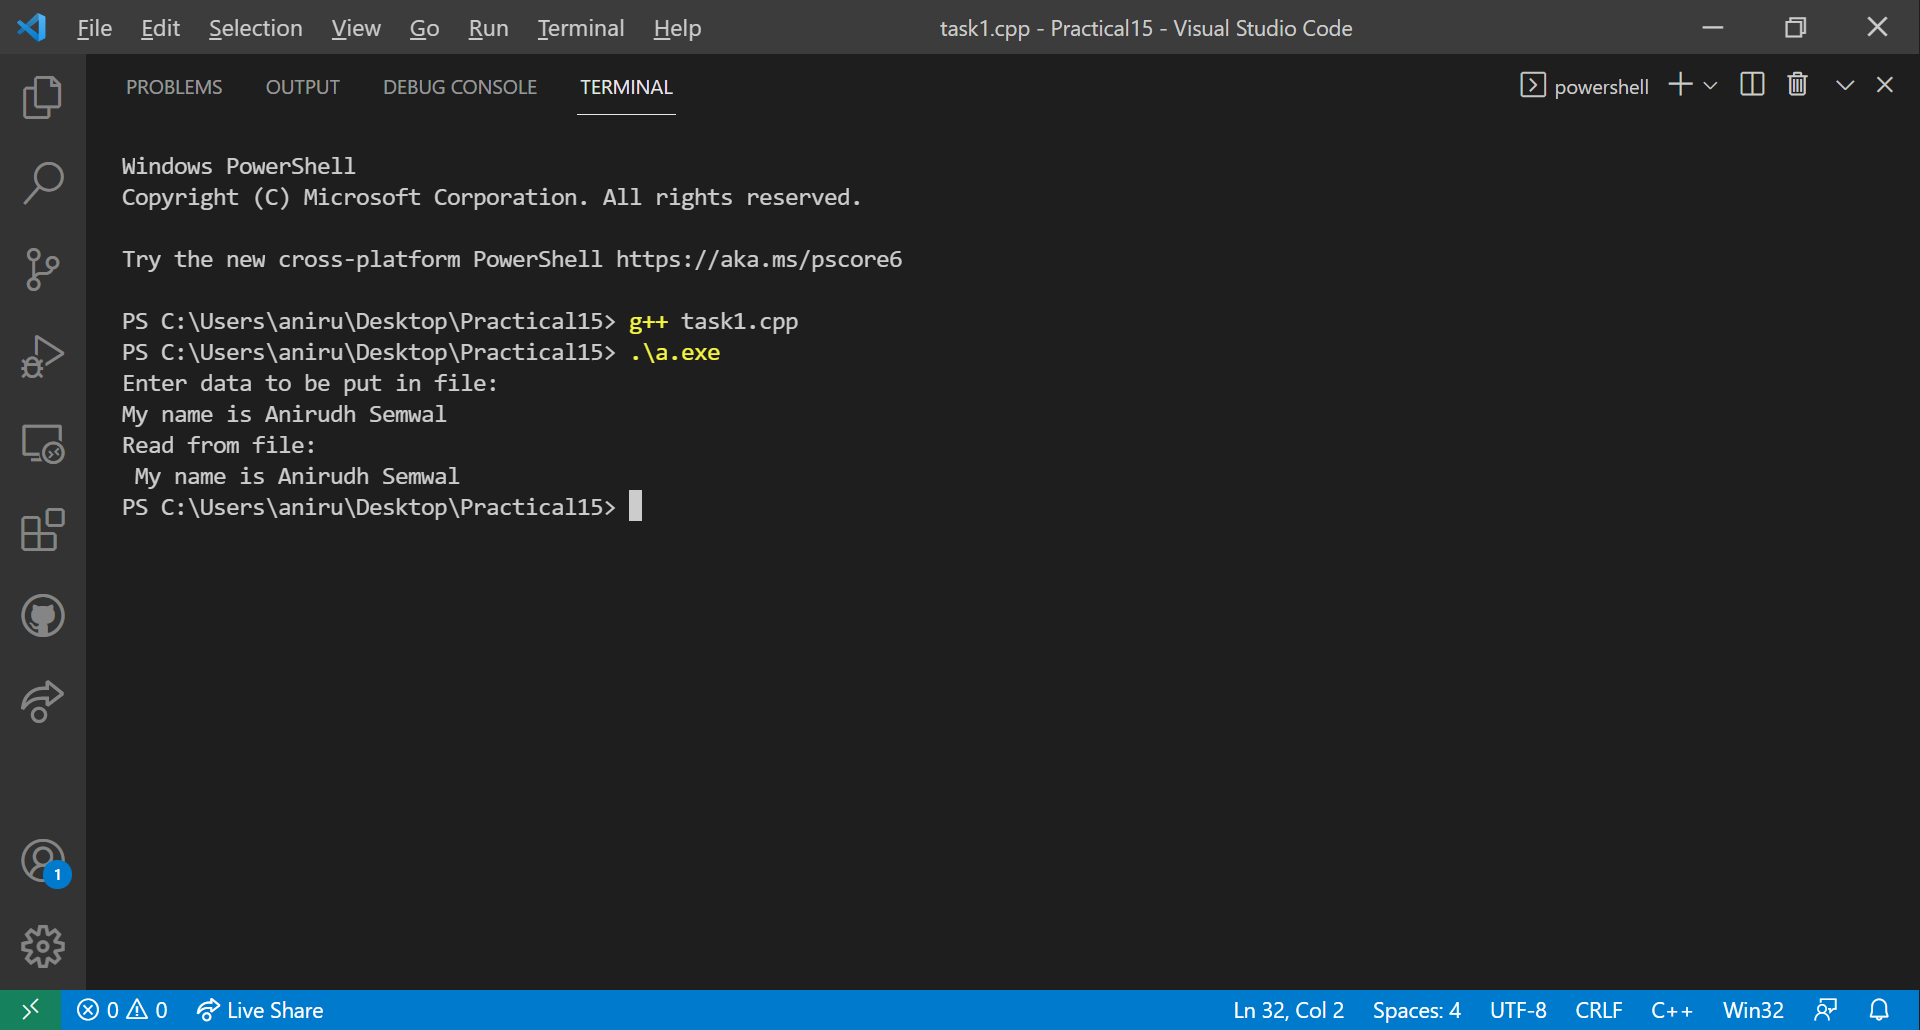 File Edit Selection View Go Run Terminal Help task1.cpp - Practical15 - Visual Studio Code
PROBLEMS OUTPUT DEBUG CONSOLE TERMINAL powershell
Windows PowerShell
Copyright (C) Microsoft Corporation. All rights reserved.
Try the new cross-platform PowerShell https://aka.ms/pscore6
PS C:\Users\aniru\Desktop\Practical15> g++ task1.cpp
PS C:\Users\aniru\Desktop\Practical15> .\a.exe
Enter data to be put in file:
My name is Anirudh Semwal
Read from file:
 My name is Anirudh Semwal
PS C:\Users\aniru\Desktop\Practical15>
1
0 0 Live Share Ln 32, Col 2 Spaces: 4 UTF-8 CRLF C++ Win32